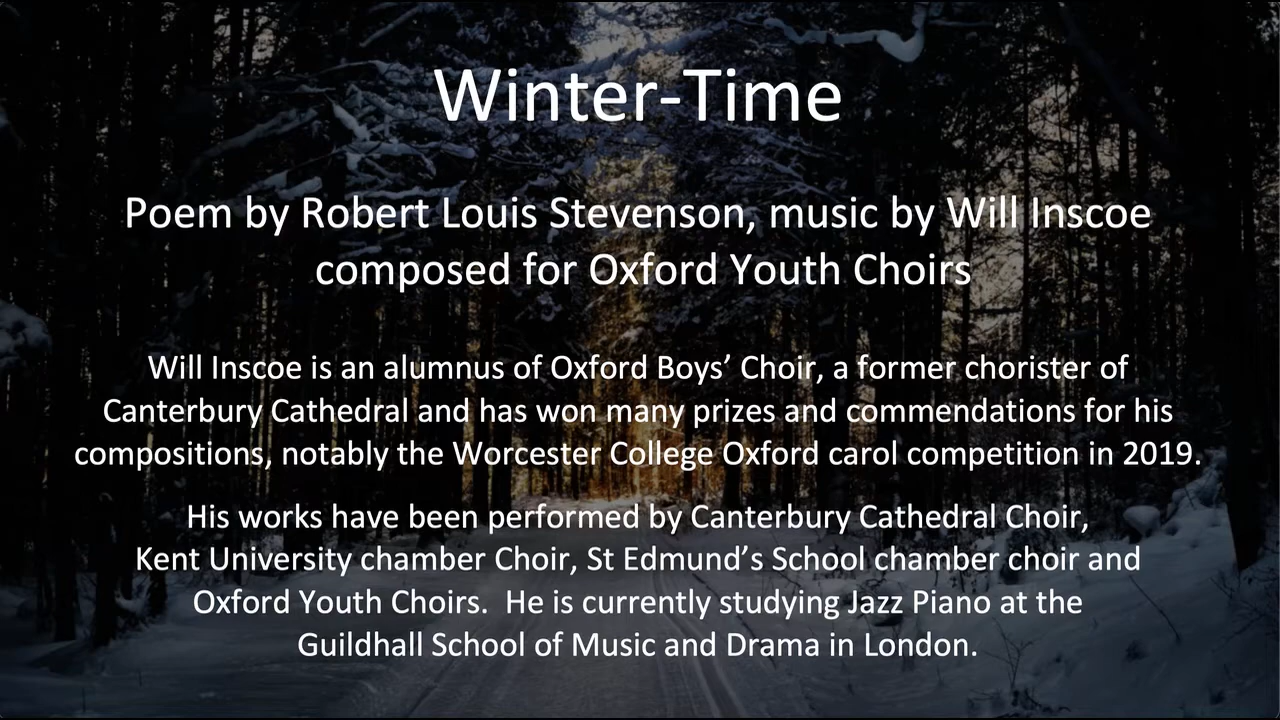 Winter-Time
Poem by Robert Louis Stevenson, music by Will Inscoe
composed for Oxford Youth Choirs
Will Inscoe is an alumnus of Oxford Boys’ Choir, a former chorister of
Canterbury Cathedral and has won many prizes and commendations for his
compositions, notably the Worcester College Oxford carol competition in 2019.
His works have been performed by Canterbury Cathedral Choir,
Kent University chamber Choir, St Edmund’s School chamber choir and
Oxford Youth Choirs.  He is currently studying Jazz Piano at the
Guildhall School of Music and Drama in London.